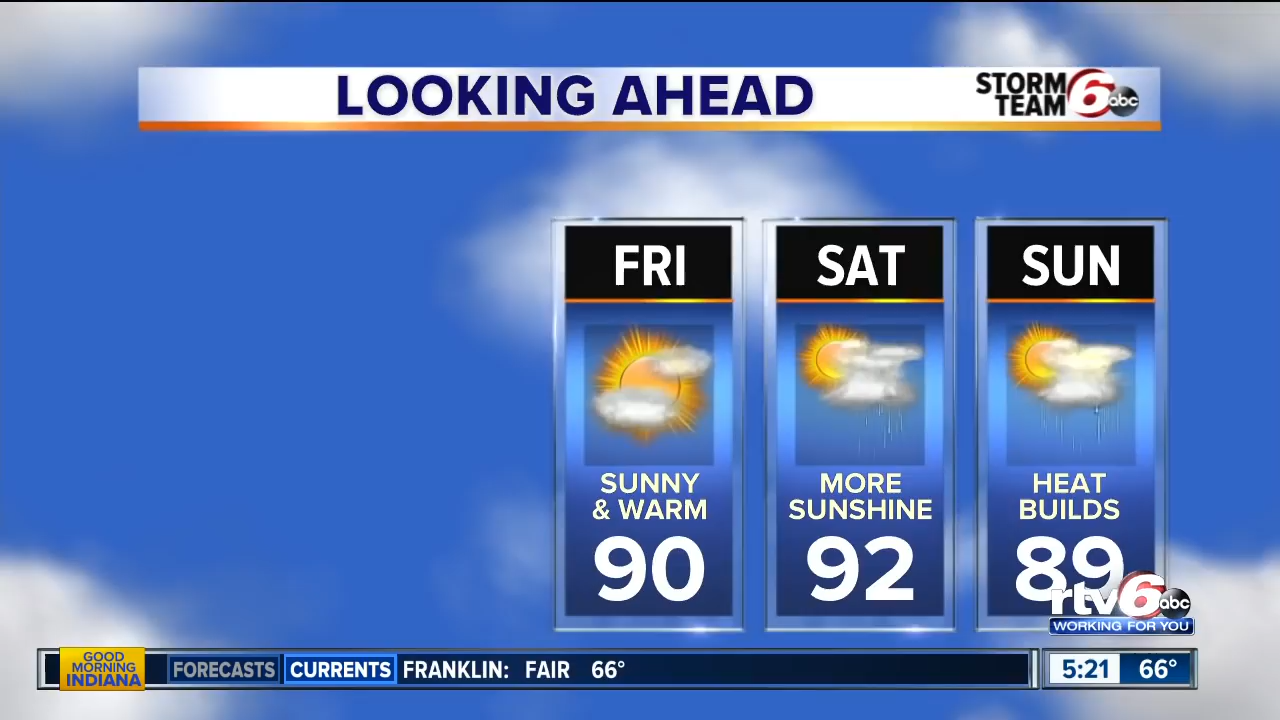 LOOKING AHEAD
STORM
TEAM 6 abc
FRI
SUNNY
& WARM
90
SAT
MORE
SUNSHINE
92
SUN
HEAT
BUILDS
89
rtv6 abc
WORKING FOR YOU
GOOD
MORNING
INDIANA
FORECASTS CURRENTS FRANKLIN: FAIR 66°
5:21 66°